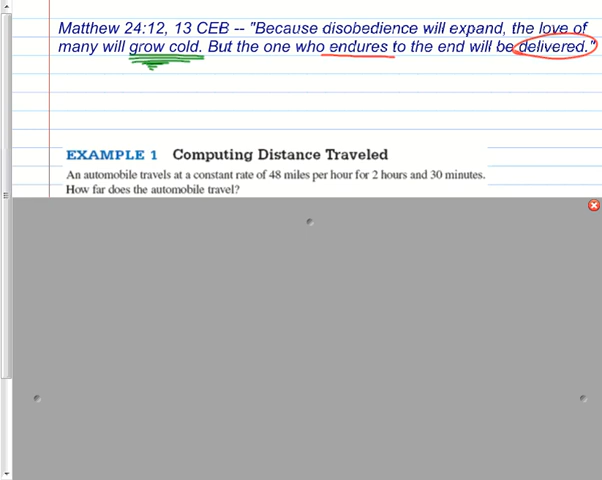 Matthew 24:12, 13 CEB -- "Because disobedience will expand, the love of
many will grow cold. But the one who endures to the end will be delivered."
EXAMPLE 1 Computing Distance Traveled
An automobile travels at a constant rate of 48 miles per hour for 2 hours and 30 minutes.
How far does the automobile travel?